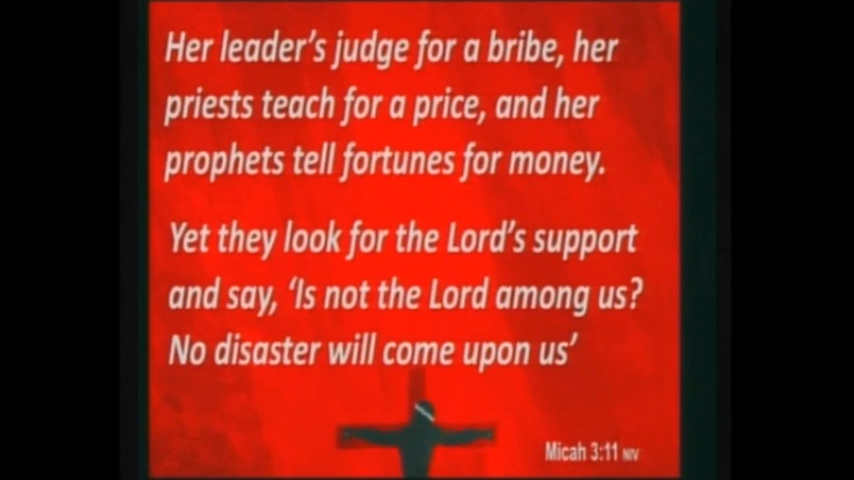 Her leader's judge for a bribe, her
priests teach for a price, and her
prophets tell fortunes for money.
Yet they look for the Lord's support
and say, 'Is not the Lord among us?
No disaster will come upon us'
Micah 3:11 NIV